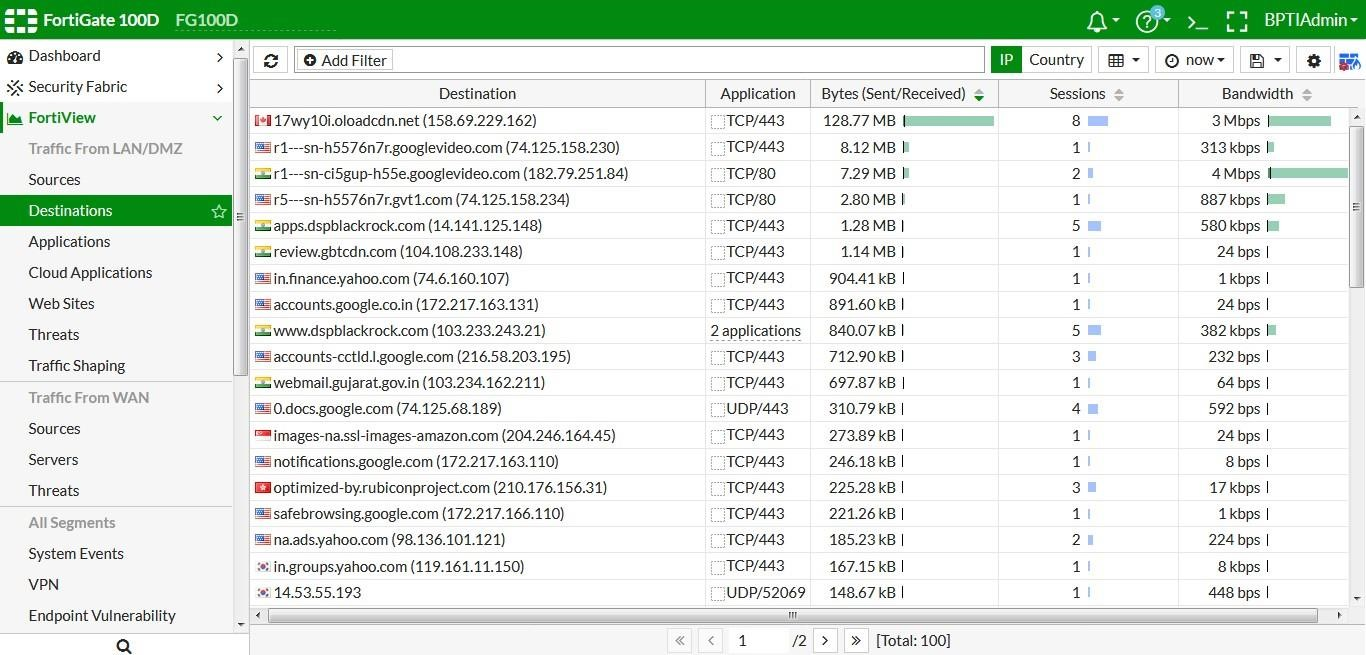 FortiGate 100D FG100D 3 >_ BPTIAdmin
Dashboard
Security Fabric
FortiView
Traffic From LAN/DMZ
Sources
Destinations
Applications
Cloud Applications
Web Sites
Threats
Traffic Shaping
Traffic From WAN
Sources
Servers
Threats
All Segments
System Events
VPN
Endpoint Vulnerability
Add Filter IP Country now
Destination Application Bytes (Sent/Received) Sessions Bandwidth
17wy10i.oloadcdn.net (158.69.229.162) TCP/443 128.77 MB 8 3 Mbps
r1---sn-h5576n7r.googlevideo.com (74.125.158.230) TCP/443 8.12 MB 1 313 kbps
r1---sn-ci5gup-h55e.googlevideo.com (182.79.251.84) TCP/80 7.29 MB 2 4 Mbps
r5---sn-h5576n7r.gvt1.com (74.125.158.234) TCP/80 2.80 MB 1 887 kbps
apps.dspblackrock.com (14.141.125.148) TCP/443 1.28 MB 5 580 kbps
review.gbtcdn.com (104.108.233.148) TCP/443 1.14 MB 1 24 bps
in.finance.yahoo.com (74.6.160.107) TCP/443 904.41 kB 1 1 kbps
accounts.google.co.in (172.217.163.131) TCP/443 891.60 kB 1 24 bps
www.dspblackrock.com (103.233.243.21) 2 applications 840.07 kB 5 382 kbps
accounts-cctld.l.google.com (216.58.203.195) TCP/443 712.90 kB 3 232 bps
webmail.gujarat.gov.in (103.234.162.211) TCP/443 697.87 kB 1 64 bps
0.docs.google.com (74.125.68.189) UDP/443 310.79 kB 4 592 bps
images-na.ssl-images-amazon.com (204.246.164.45) TCP/443 273.89 kB 1 24 bps
notifications.google.com (172.217.163.110) TCP/443 246.18 kB 1 8 bps
optimized-by.rubiconproject.com (210.176.156.31) TCP/443 225.28 kB 3 17 kbps
safebrowsing.google.com (172.217.166.110) TCP/443 221.26 kB 1 1 kbps
na.ads.yahoo.com (98.136.101.121) TCP/443 185.23 kB 2 224 bps
in.groups.yahoo.com (119.161.11.150) TCP/443 167.15 kB 1 8 kbps
14.53.55.193 UDP/52069 148.67 kB 1 448 bps
« < 1 /2 > » [Total: 100]